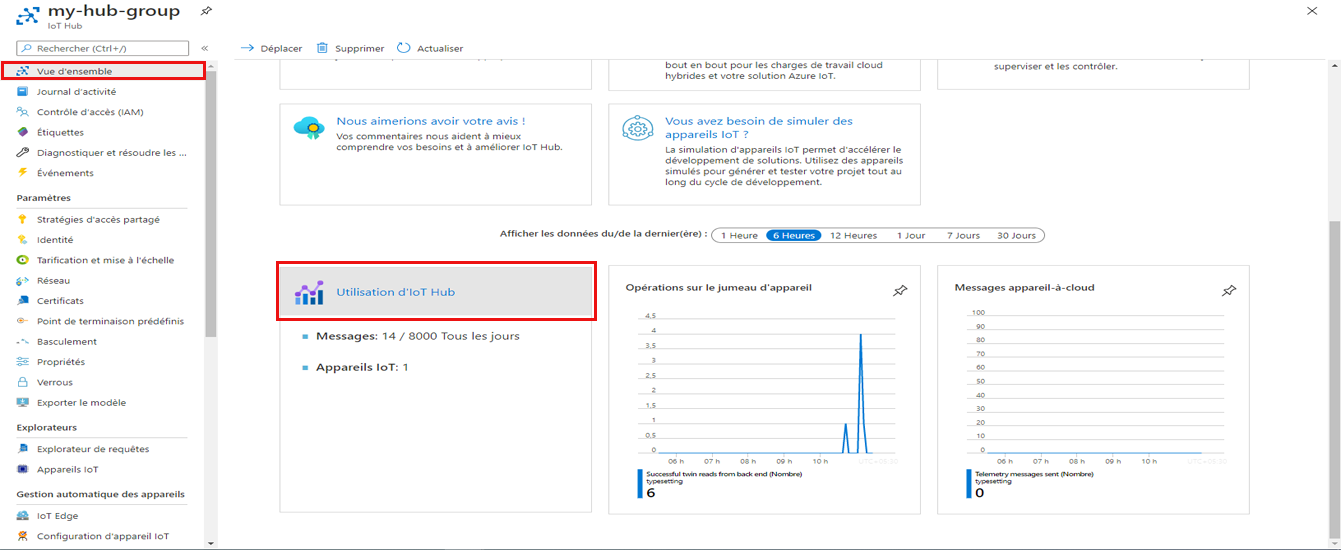 my-hub-group
IoT Hub
Rechercher (Ctrl+/)
«
Déplacer
Supprimer
Actualiser
Vue d'ensemble
Journal d'activité
Contrôle d'accès (IAM)
Étiquettes
Diagnostiquer et résoudre les ...
Événements
Paramètres
Stratégies d'accès partagé
Identité
Tarification et mise à l'échelle
Réseau
Certificats
Point de terminaison prédéfinis
Basculement
Propriétés
Verrous
Exporter le modèle
Explorateurs
Explorateur de requêtes
Appareils IoT
Gestion automatique des appareils
IoT Edge
Configuration d'appareil IoT
bout en bout pour les charges de travail cloud
hybrides et votre solution Azure IoT.
superviser et les contrôler.
Nous aimerions avoir votre avis !
Vos commentaires nous aident à mieux
comprendre vos besoins et à améliorer IoT Hub.
Vous avez besoin de simuler des
appareils IoT ?
La simulation d'appareils IoT permet d'accélérer le
développement de solutions. Utilisez des appareils
simulés pour générer et tester votre projet tout au
long du cycle de développement.
Afficher les données du/de la dernier(ére) :
1 Heure
6 Heures
12 Heures
1 Jour
7 Jours
30 Jours
Utilisation d'IoT Hub
Messages: 14 / 8000 Tous les jours
Appareils IoT: 1
Opérations sur le jumeau d'appareil
4,5
4
3,5
3
2,5
2
1,5
1
0,5
0
06 h
07 h
08 h
09 h
10 h
Successful twin reads from back end (Nombre)
typesetting
6
Messages appareil-à-cloud
100
90
80
70
60
50
40
30
20
10
0
06 h
07 h
08 h
09 h
10 h
Telemetry messages sent (Nombre)
typesetting
0